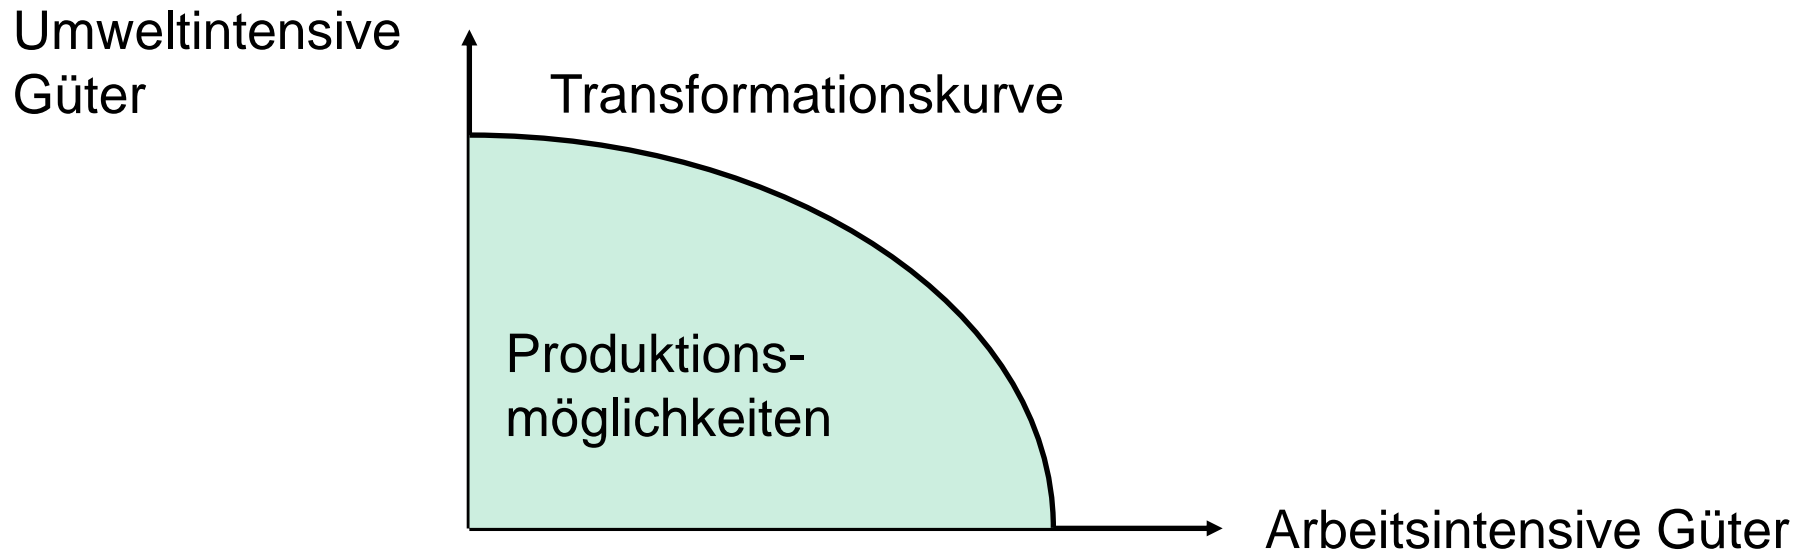 Umweltintensive
Güter
Transformationskurve
Produktions-
möglichkeiten
Arbeitsintensive Güter